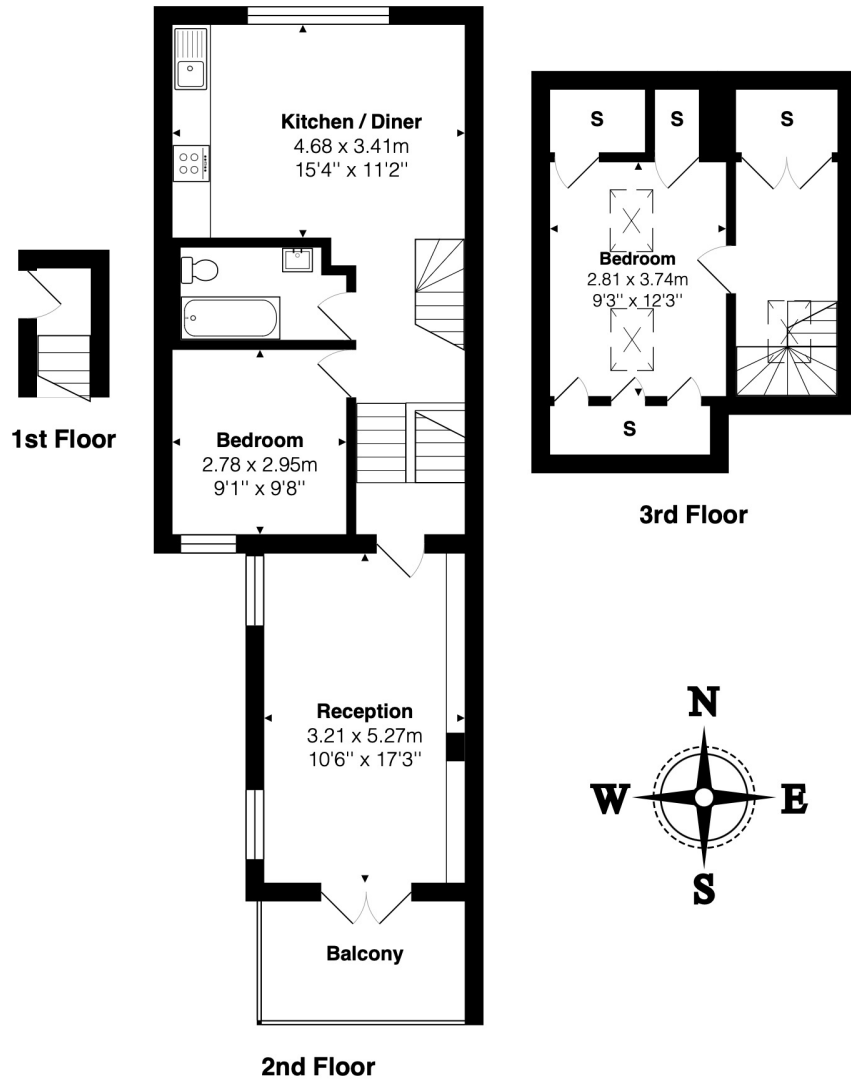 Kitchen / Diner
4.68 x 3.41m
15'4'' x 11'2''
S
S
S
Bedroom
2.81 x 3.74m
9'3'' x 12'3''
1st Floor
Bedroom
2.78 x 2.95m
9'1'' x 9'8''
S
3rd Floor
Reception
3.21 x 5.27m
10'6'' x 17'3''
N
W
E
S
Balcony
2nd Floor